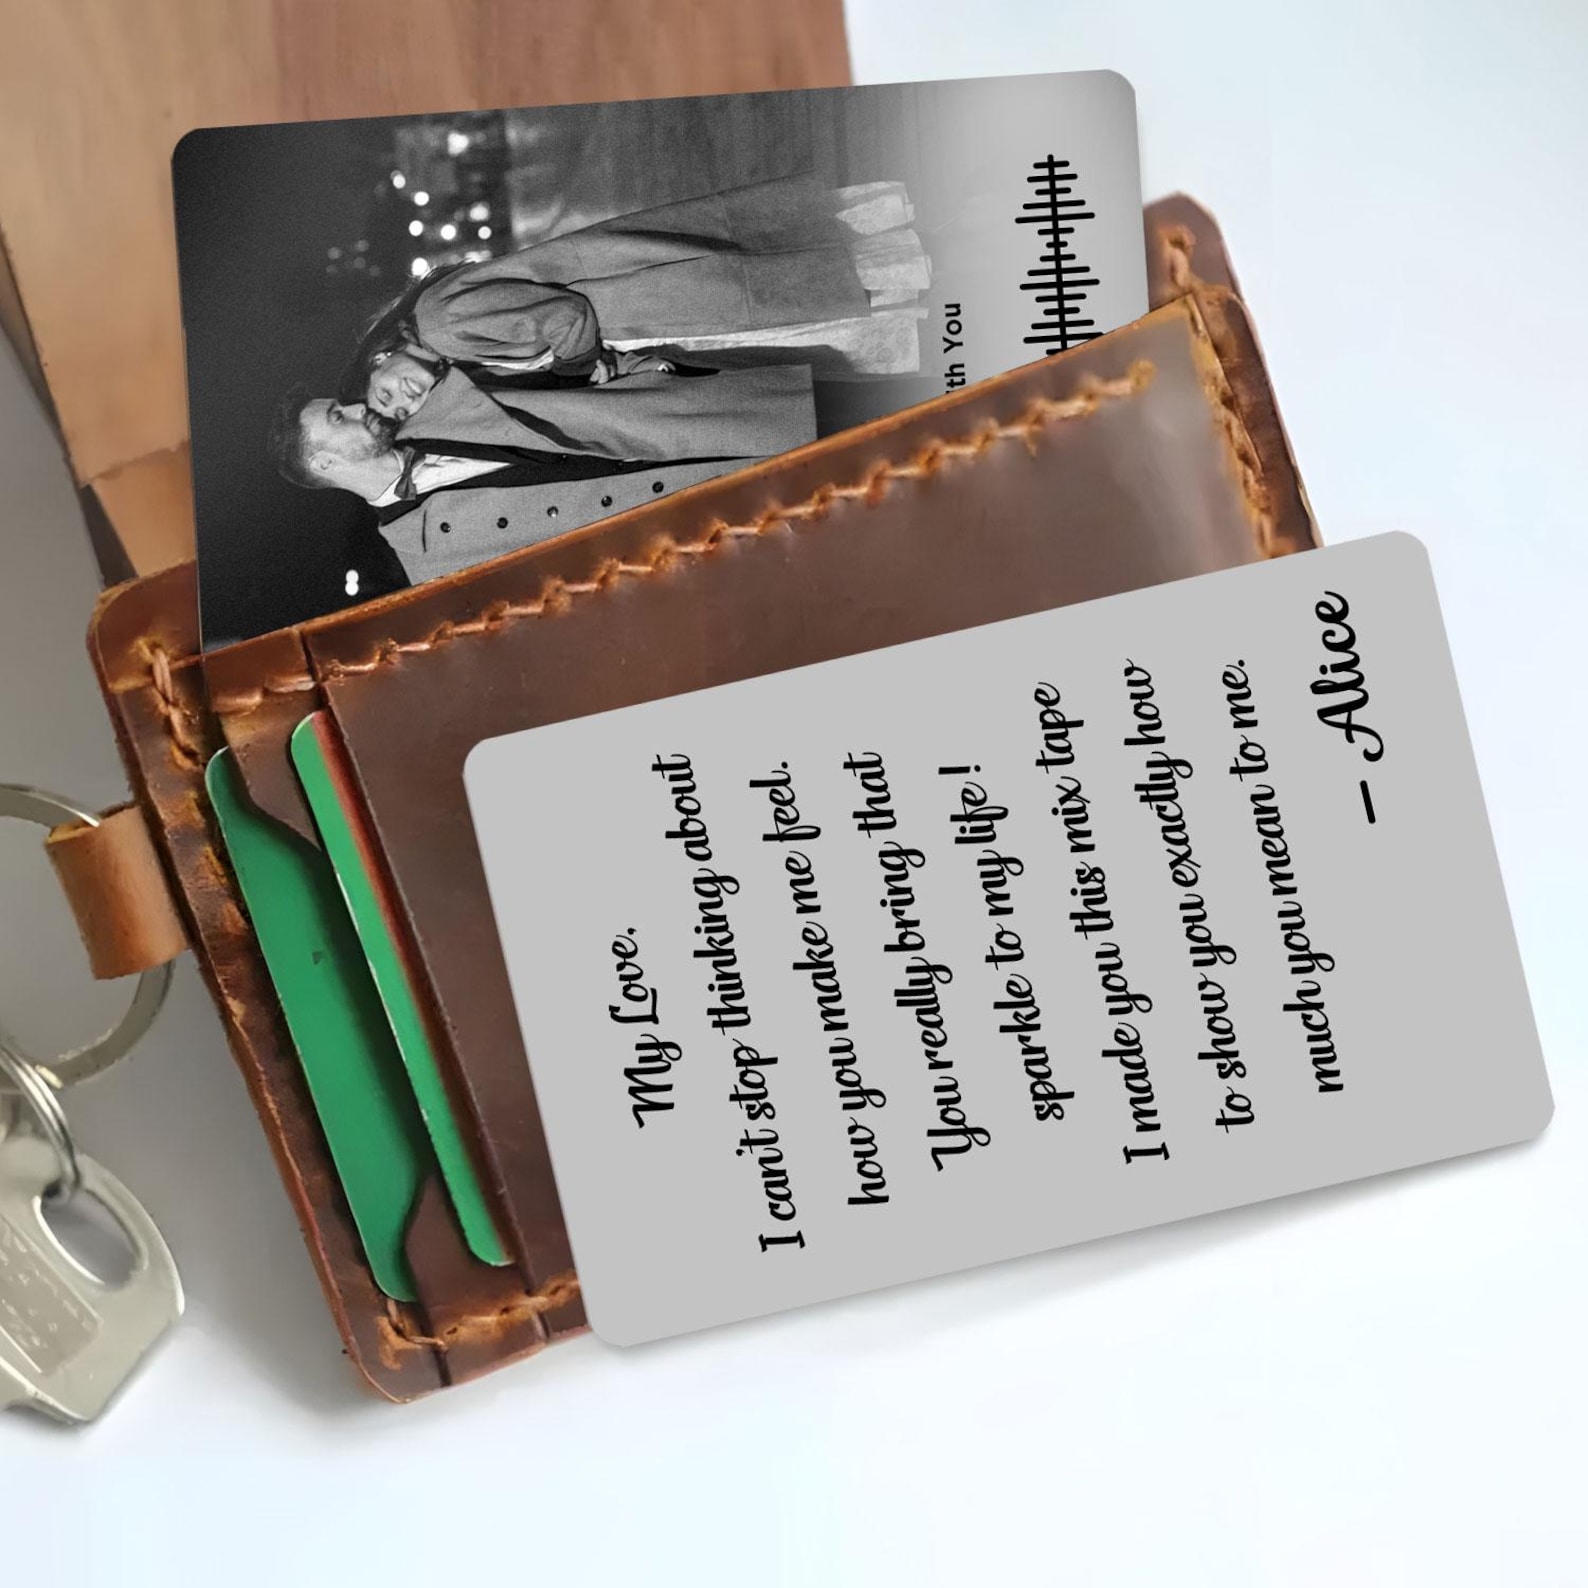 th You
My Love,
I can't stop thinking about
how you make me feel.
You really bring that
sparkle to my life!
I made you this mix tape
to show you exactly how
much you mean to me.
— Alice